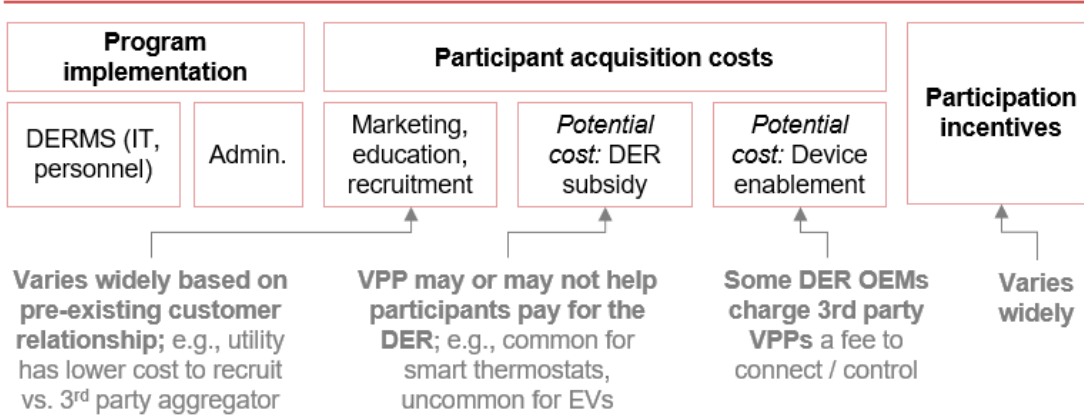 Program
implementation
Participant acquisition costs
Participation
incentives
DERMS (IT,
personnel)
Admin.
Marketing,
education,
recruitment
Potential
cost: DER
subsidy
Potential
cost: Device
enablement
Varies widely based on
pre-existing customer
relationship; e.g., utility
has lower cost to recruit
vs. 3rd party aggregator
VPP may or may not help
participants pay for the
DER; e.g., common for
smart thermostats,
uncommon for EVs
Some DER OEMs
charge 3rd party
VPPs a fee to
connect / control
Varies
widely